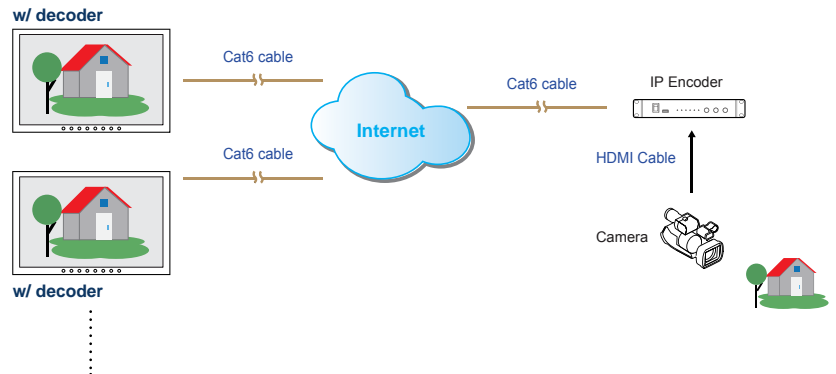 w/ decoder
Cat6 cable
Cat6 cable
IP Encoder
Internet
Cat6 cable
HDMI Cable
Camera
w/ decoder